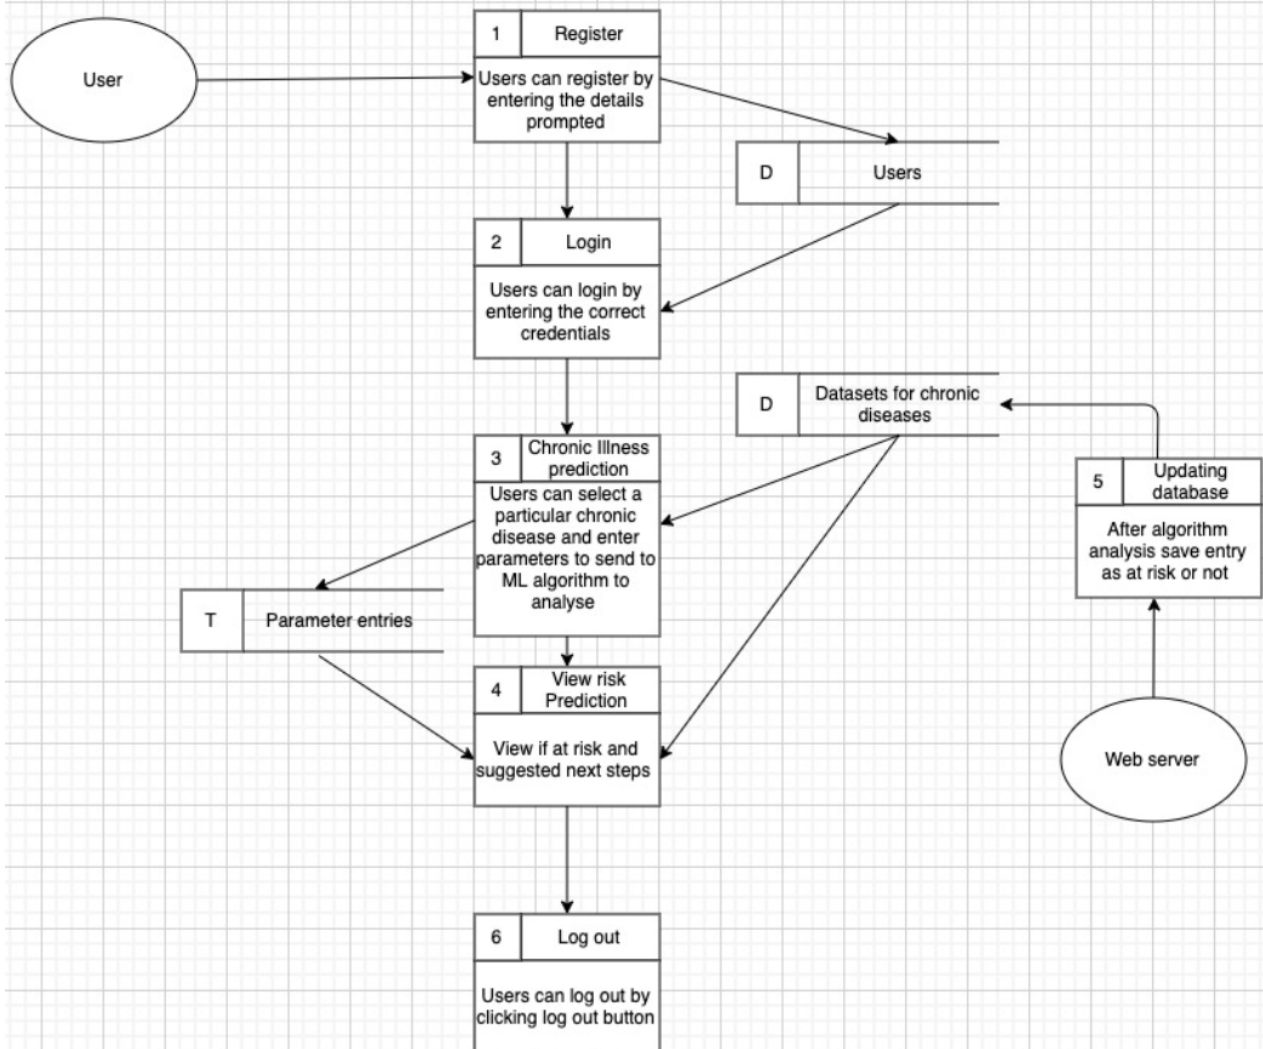 1
Register
User
Users can register by
entering the details
prompted
D
Users
2
Login
Users can login by
entering the correct
credentials
D
Datasets for chronic
diseases
3
Chronic Illness
prediction
Users can select a
particular chronic
disease and enter
parameters to send to
ML algorithm to
analyse
5
Updating
database
After algorithm
analysis save entry
as at risk or not
T
Parameter entries
4
View risk
Prediction
View if at risk and
suggested next steps
Web server
6
Log out
Users can log out by
clicking log out button